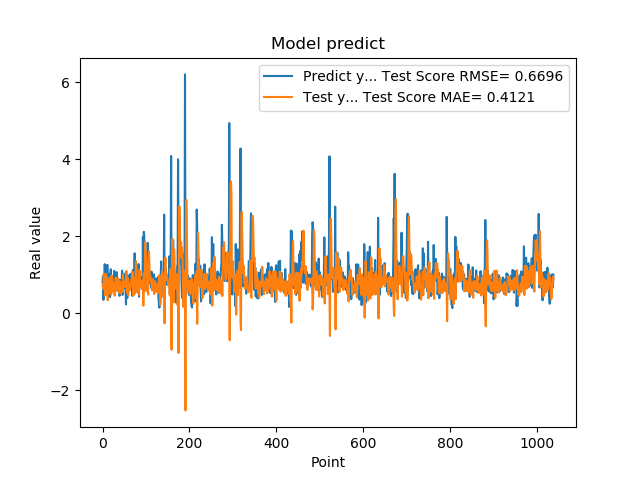 Model predict
Predict y... Test Score RMSE= 0.6696
Test y... Test Score MAE= 0.4121
6
4
2
0
−2
Real value
0 200 400 600 800 1000
Point